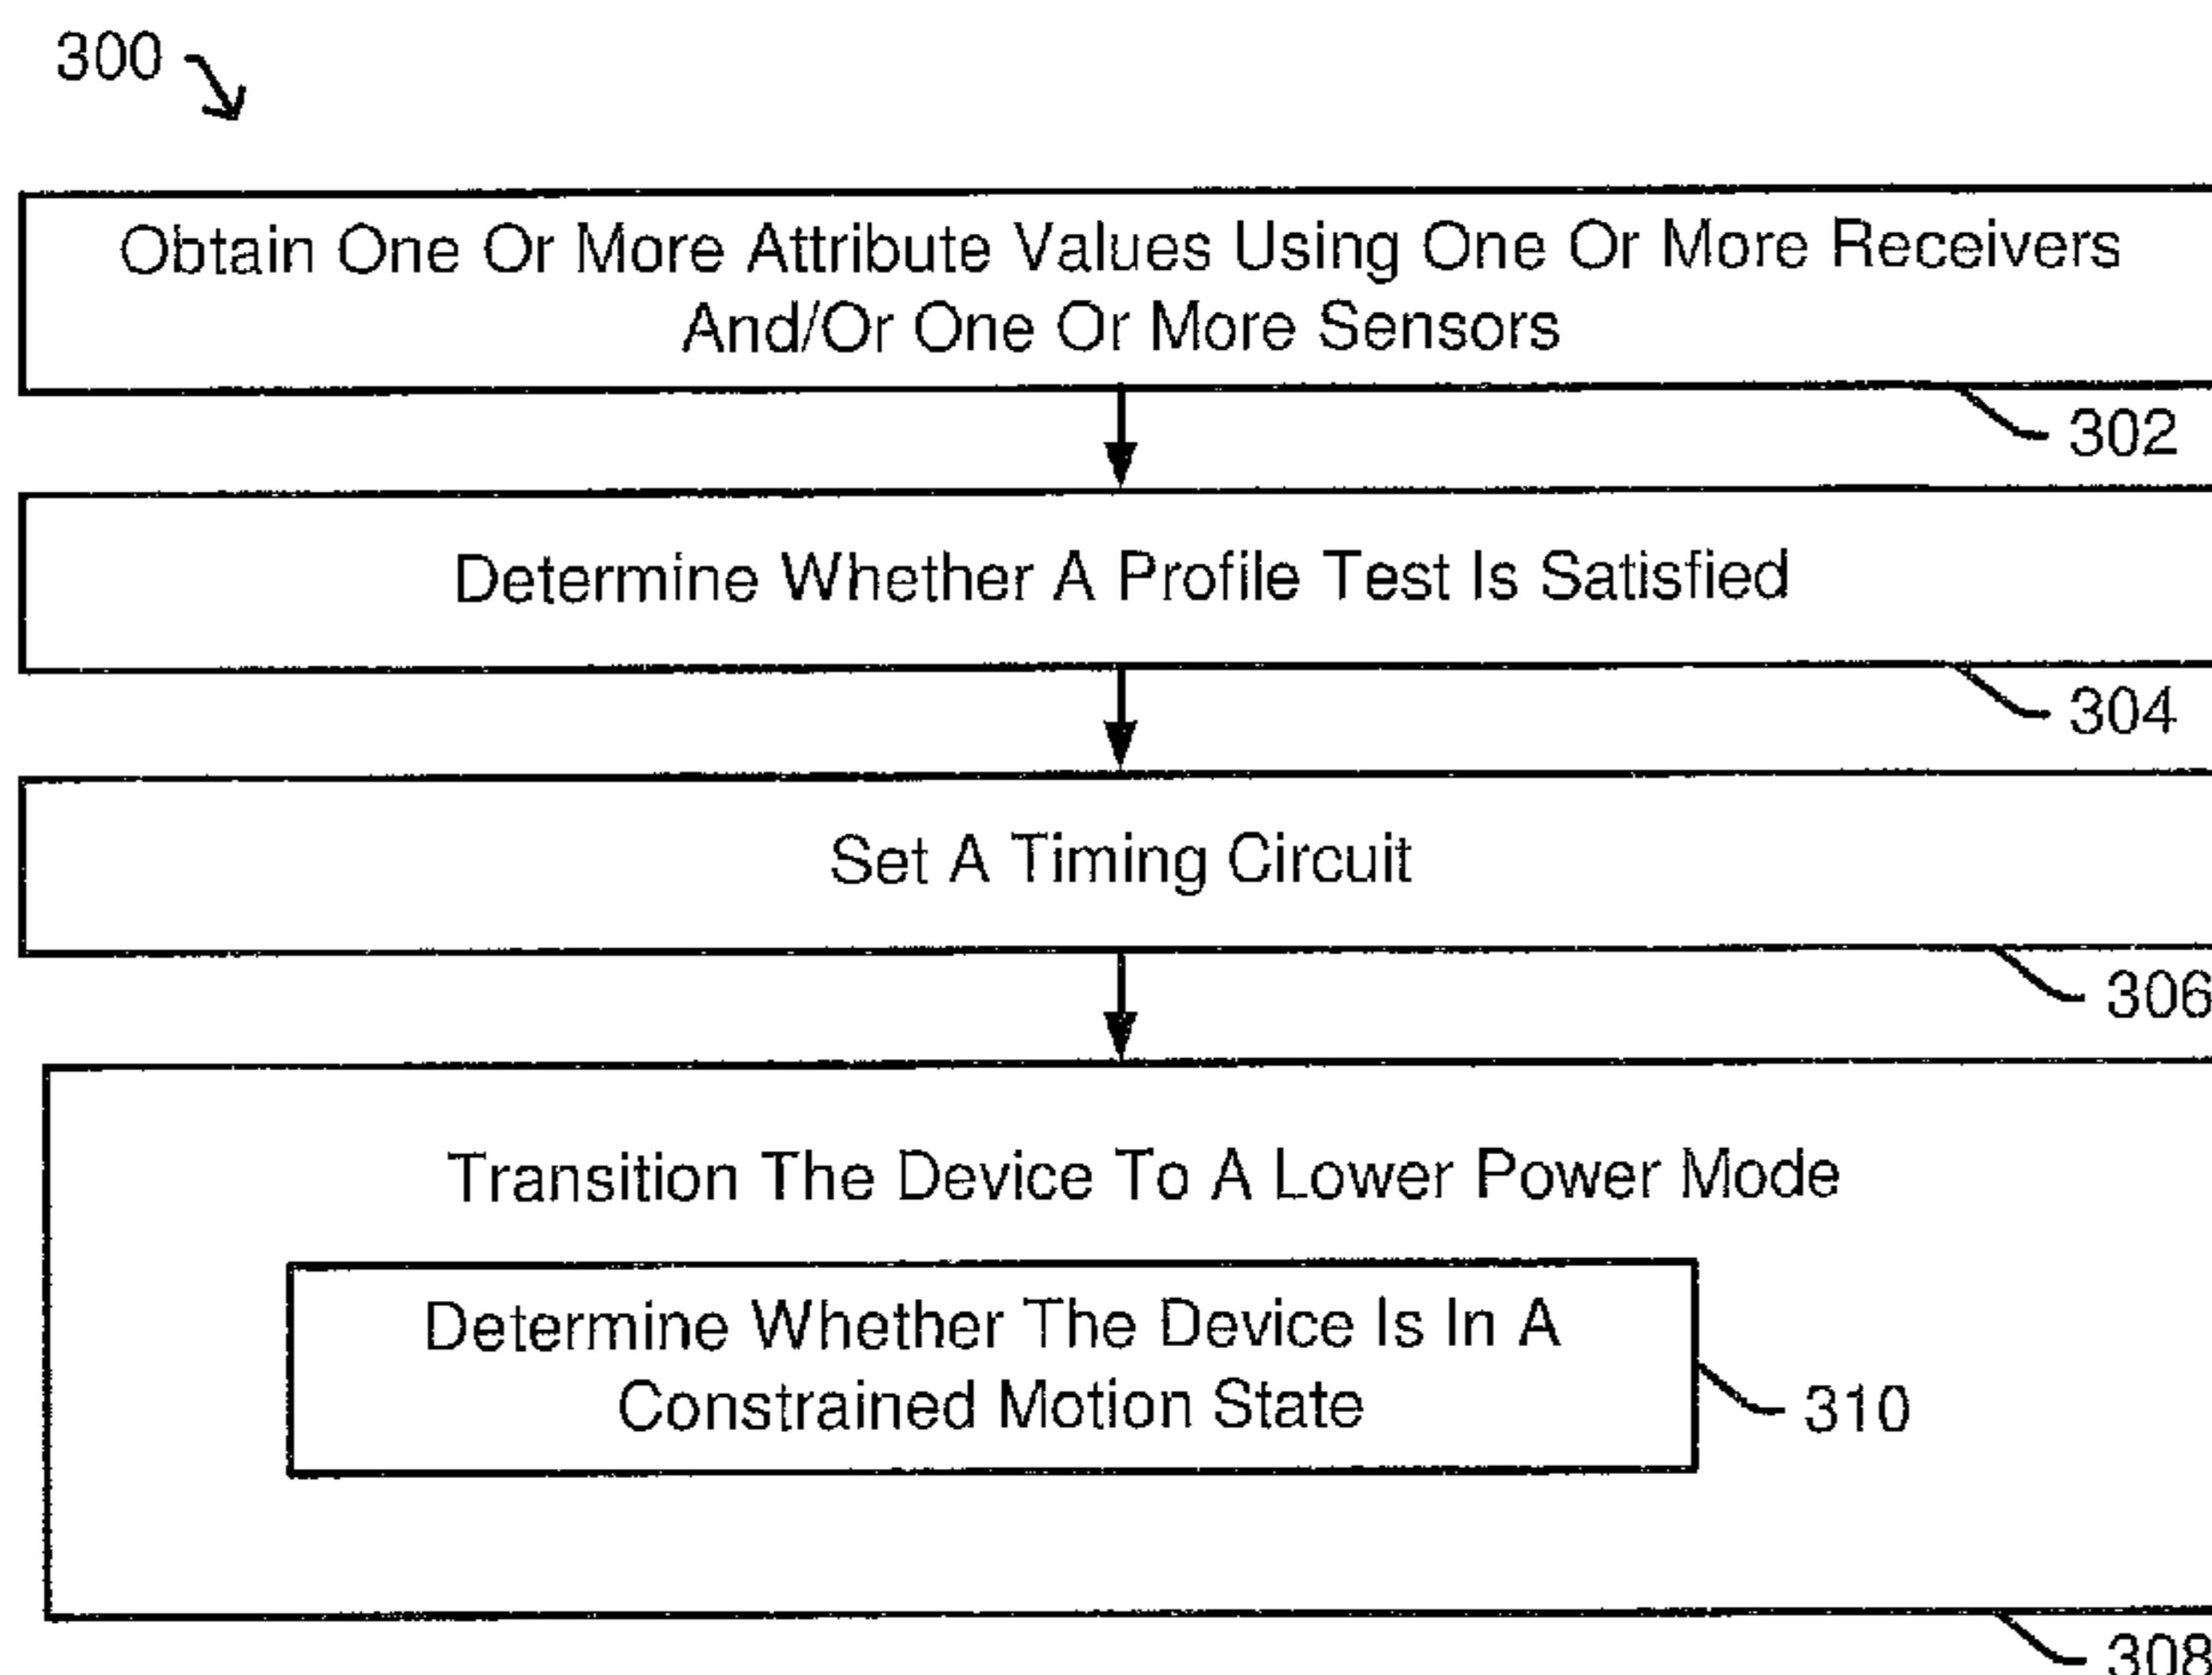 300
Obtain One Or More Attribute Values Using One Or More Receivers
And/Or One Or More Sensors
302
Determine Whether A Profile Test Is Satisfied
304
Set A Timing Circuit
306
Transition The Device To A Lower Power Mode
Determine Whether The Device Is In A
Constrained Motion State
310
308